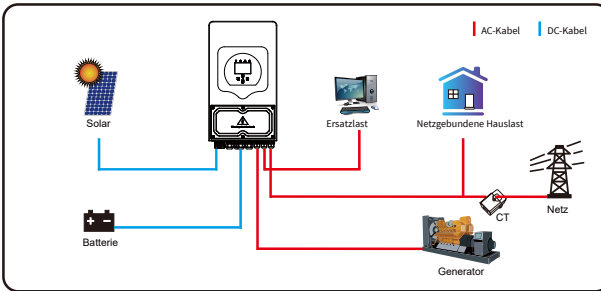 AC-Kabel
DC-Kabel
Solar
Ersatzlast
Netzgebundene Hauslast
CT
Netz
Batterie
Generator